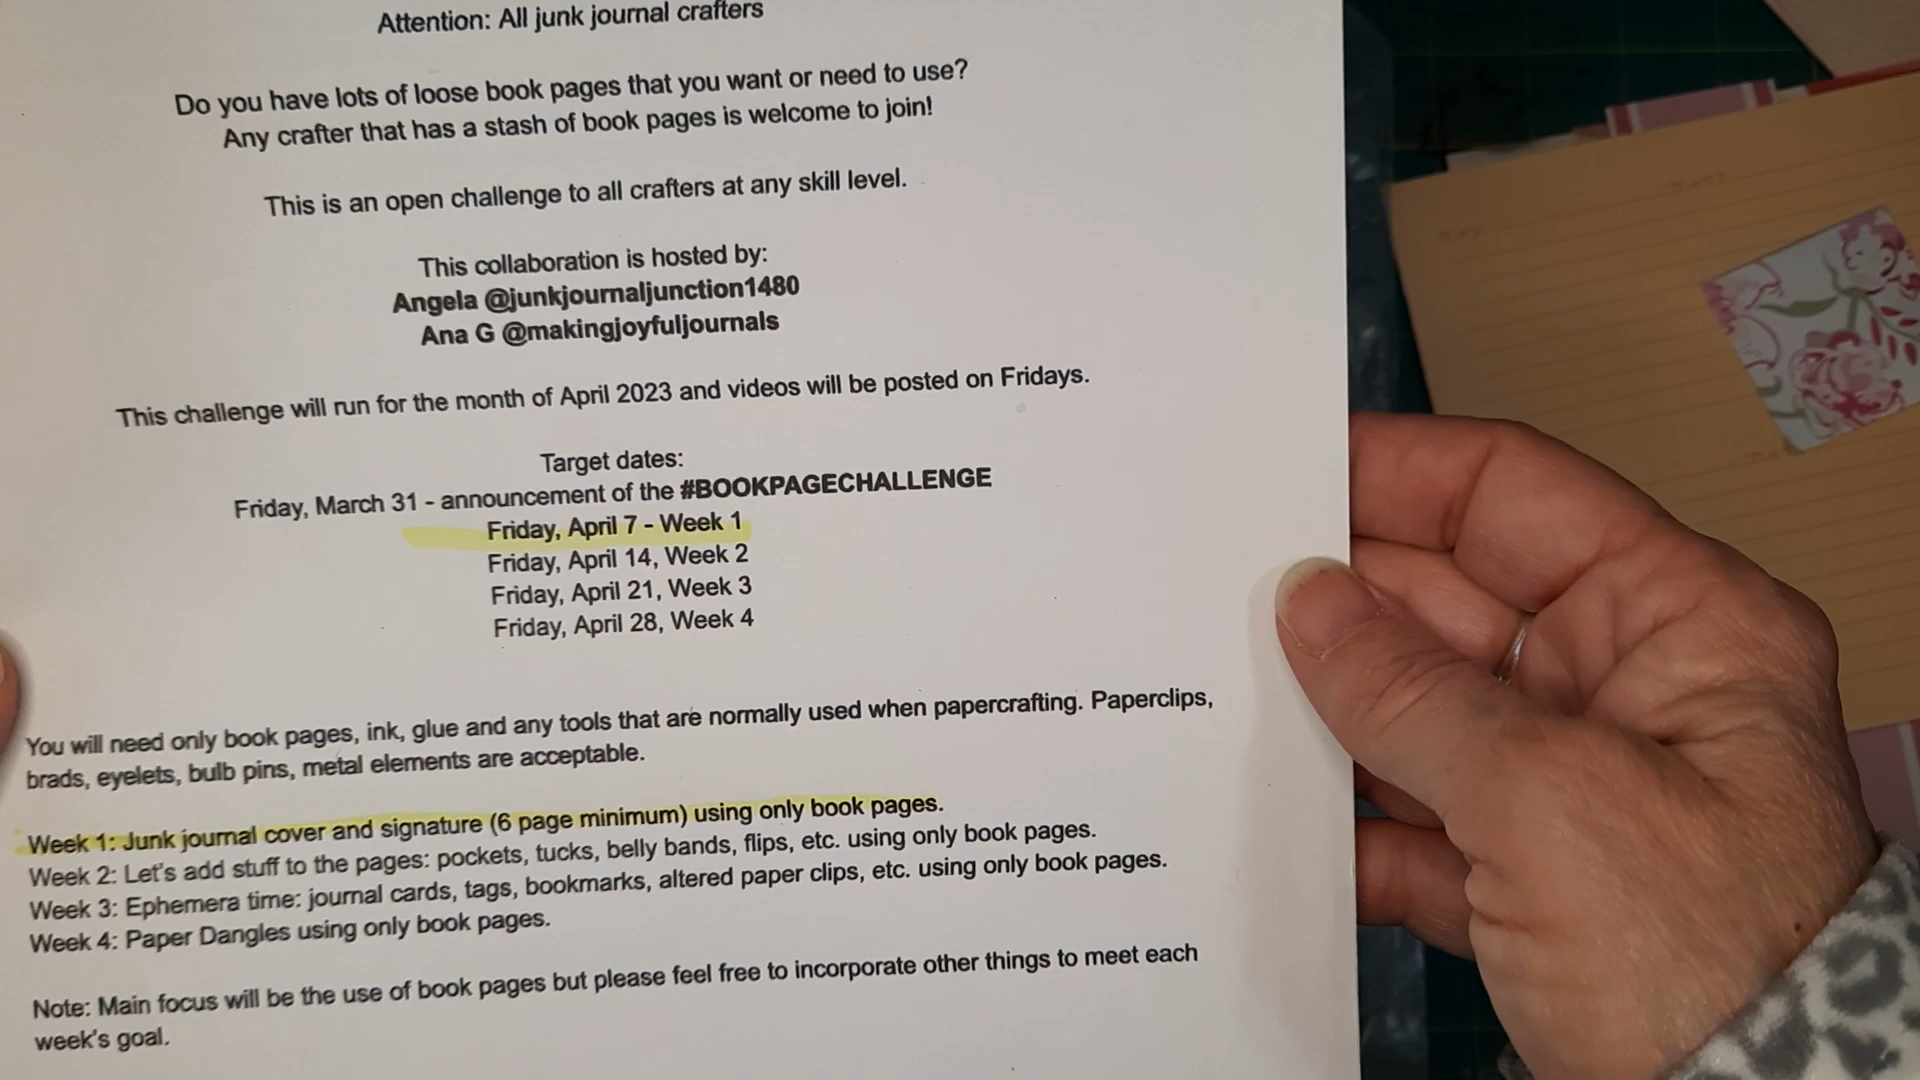 Attention: All junk journal crafters
Do you have lots of loose book pages that you want or need to use?
Any crafter that has a stash of book pages is welcome to join!
This is an open challenge to all crafters at any skill level.
This collaboration is hosted by:
Angela @junkjournaljunction1480
Ana G @makingjoyfuljournals
This challenge will run for the month of April 2023 and videos will be posted on Fridays.
Target dates:
Friday, March 31 - announcement of the #BOOKPAGECHALLENGE
Friday, April 7 - Week 1
Friday, April 14, Week 2
Friday, April 21, Week 3
Friday, April 28, Week 4
You will need only book pages, ink, glue and any tools that are normally used when papercrafting. Paperclips,
brads, eyelets, bulb pins, metal elements are acceptable.
Week 1: Junk journal cover and signature (6 page minimum) using only book pages.
Week 2: Let's add stuff to the pages: pockets, tucks, belly bands, flips, etc. using only book pages.
Week 3: Ephemera time: journal cards, tags, bookmarks, altered paper clips, etc. using only book pages.
Week 4: Paper Dangles using only book pages.
Note: Main focus will be the use of book pages but please feel free to incorporate other things to meet each
week's goal.